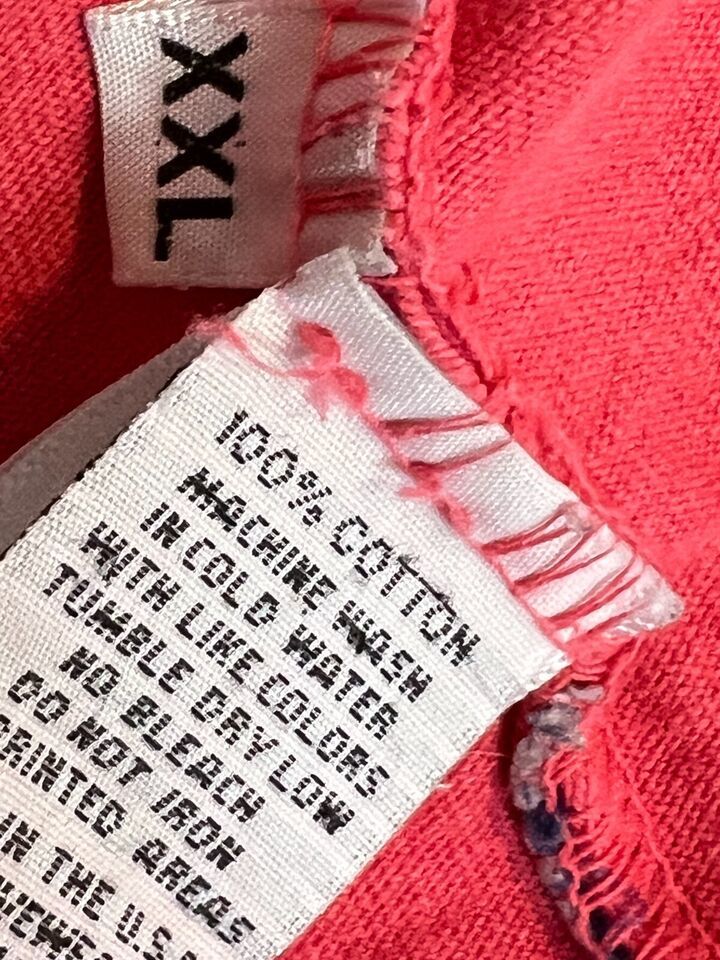 XXL
100% COTTON
MACHINE WASH
IN COLD WATER
WITH LIKE COLORS
TUMBLE DRY LOW
NO BLEACH
DO NOT IRON
PRINTED AREAS
IN THE U.S.